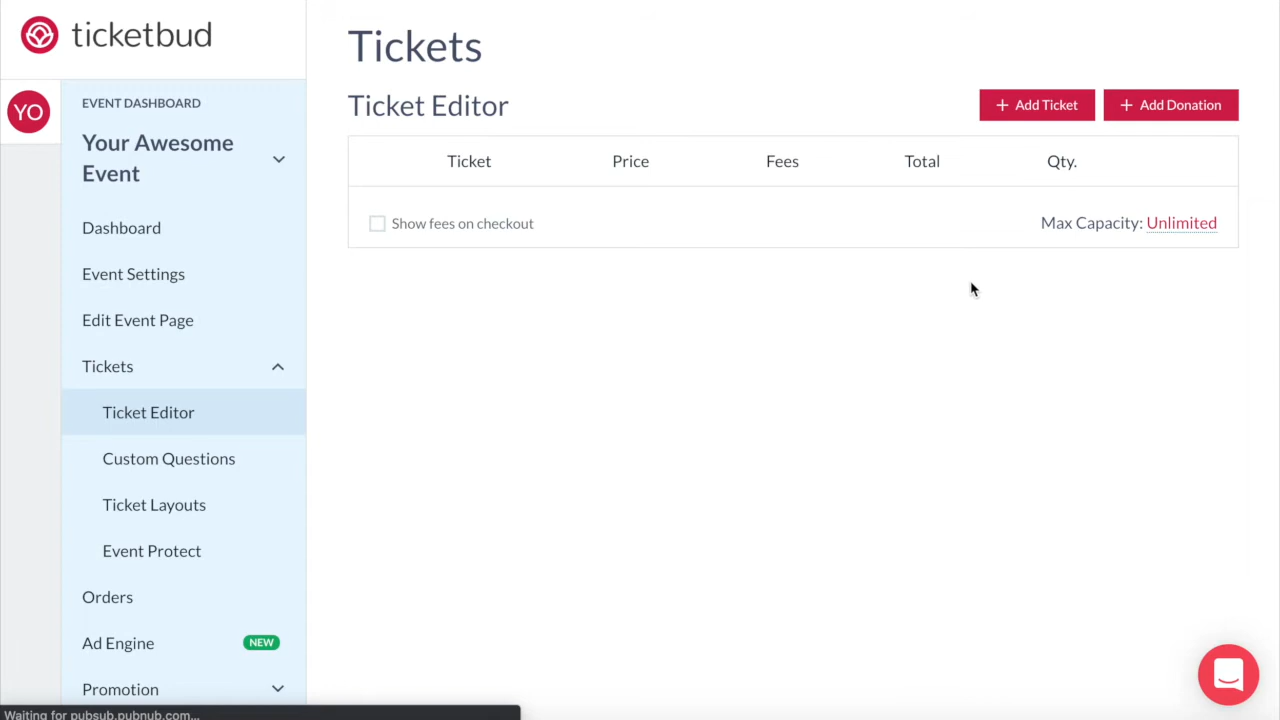 ticketbud
YO
EVENT DASHBOARD
Your Awesome
Event
Dashboard
Event Settings
Edit Event Page
Tickets
Ticket Editor
Custom Questions
Ticket Layouts
Event Protect
Orders
Ad Engine NEW
Promotion
Waiting for pubsub.pubnub.com...
Tickets
Ticket Editor
+ Add Ticket
+ Add Donation
Ticket Price Fees Total Qty.
Show fees on checkout
Max Capacity: Unlimited